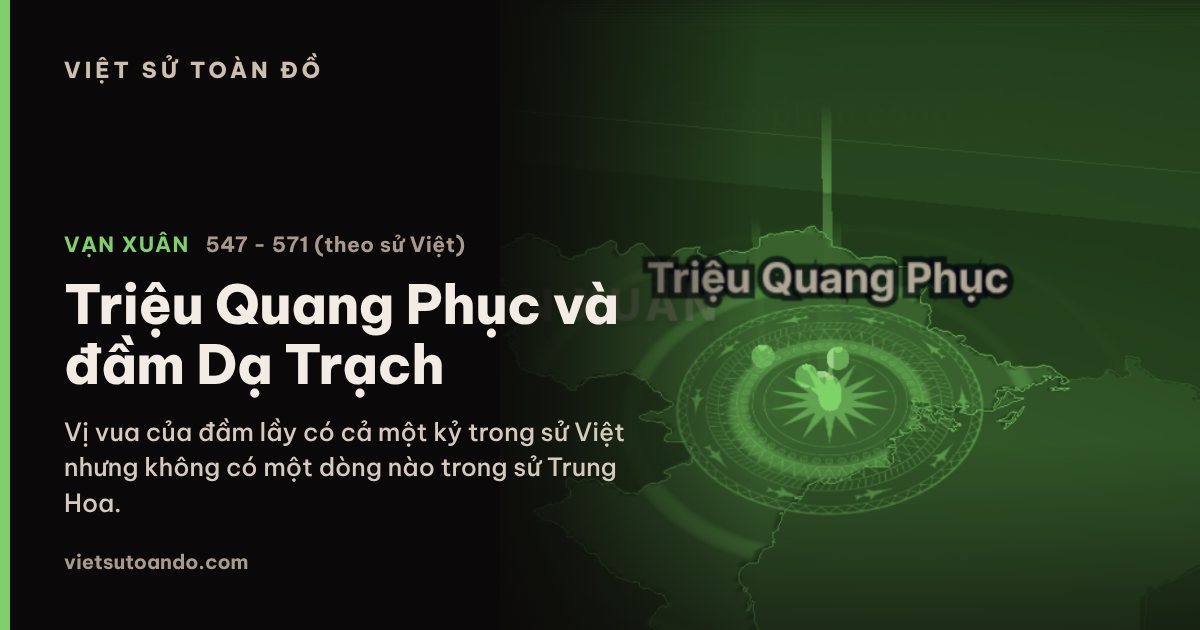 VIỆT SỬ TOÀN ĐỒ
VẠN XUÂN 547 - 571 (theo sử Việt)
Triệu Quang Phục và
đầm Dạ Trạch
Vị vua của đầm lầy có cả một kỷ trong sử Việt
nhưng không có một dòng nào trong sử Trung
Hoa.
vietsutoando.com
Triệu Quang Phục